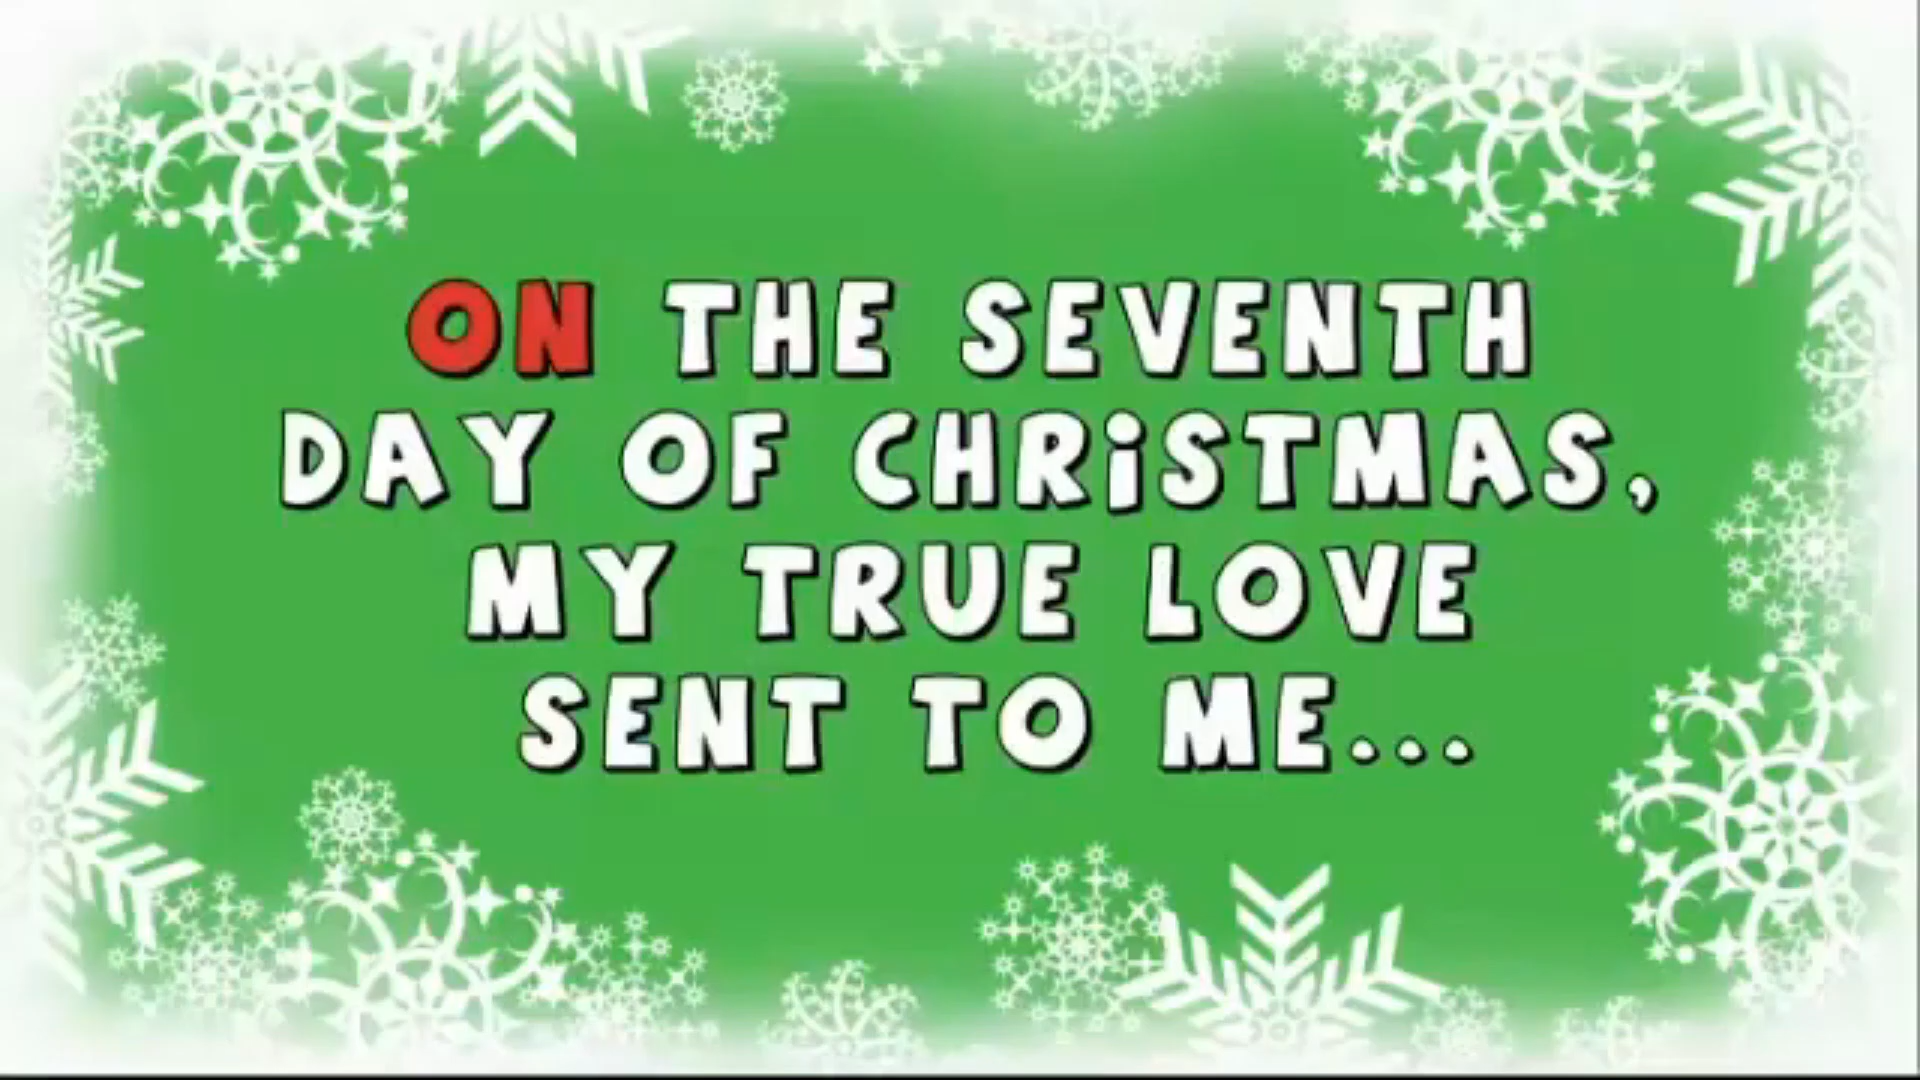 ON THE SEVENTH
DAY OF CHRiSTMAS,
MY TRUE LOVE
SENT TO ME...